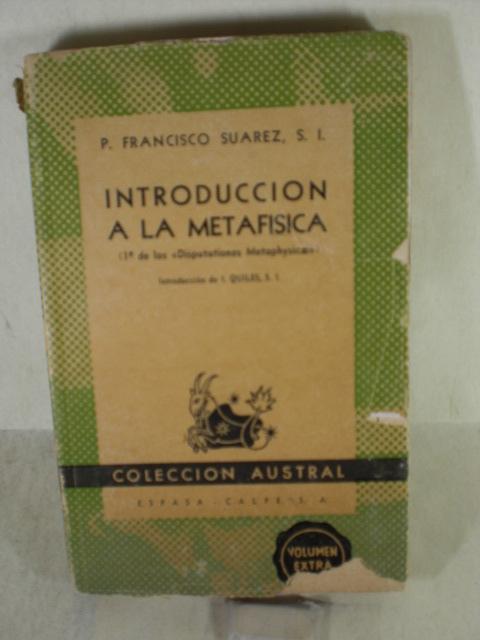 P. FRANCISCO SUAREZ, S. I.
INTRODUCCION
A LA METAFISICA
(1ª de las «Disputationes Metaphysicae»)
Introducción de I. QUILES, S. I.
COLECCION AUSTRAL
ESPASA - CALPE, S. A.
VOLUMEN
EXTRA